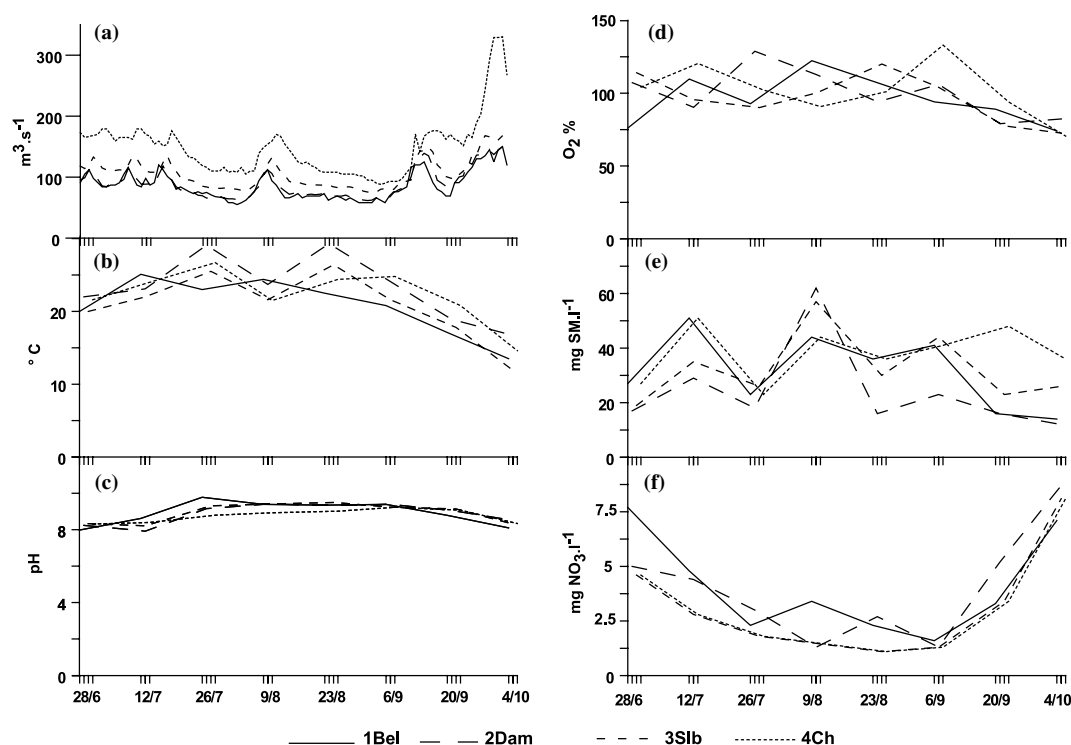 (a)
300
200
100
0
m³.s⁻¹
(b)
20
10
0
° C
(c)
8
4
0
pH
28/6 12/7 26/7 9/8 23/8 6/9 20/9 4/10
(d)
150
100
50
0
O₂ %
(e)
60
40
20
0
mg SM.l⁻¹
(f)
7.5
5
2.5
0
mg NO₃.l⁻¹
28/6 12/7 26/7 9/8 23/8 6/9 20/9 4/10
1Bel 2Dam 3Slb 4Ch